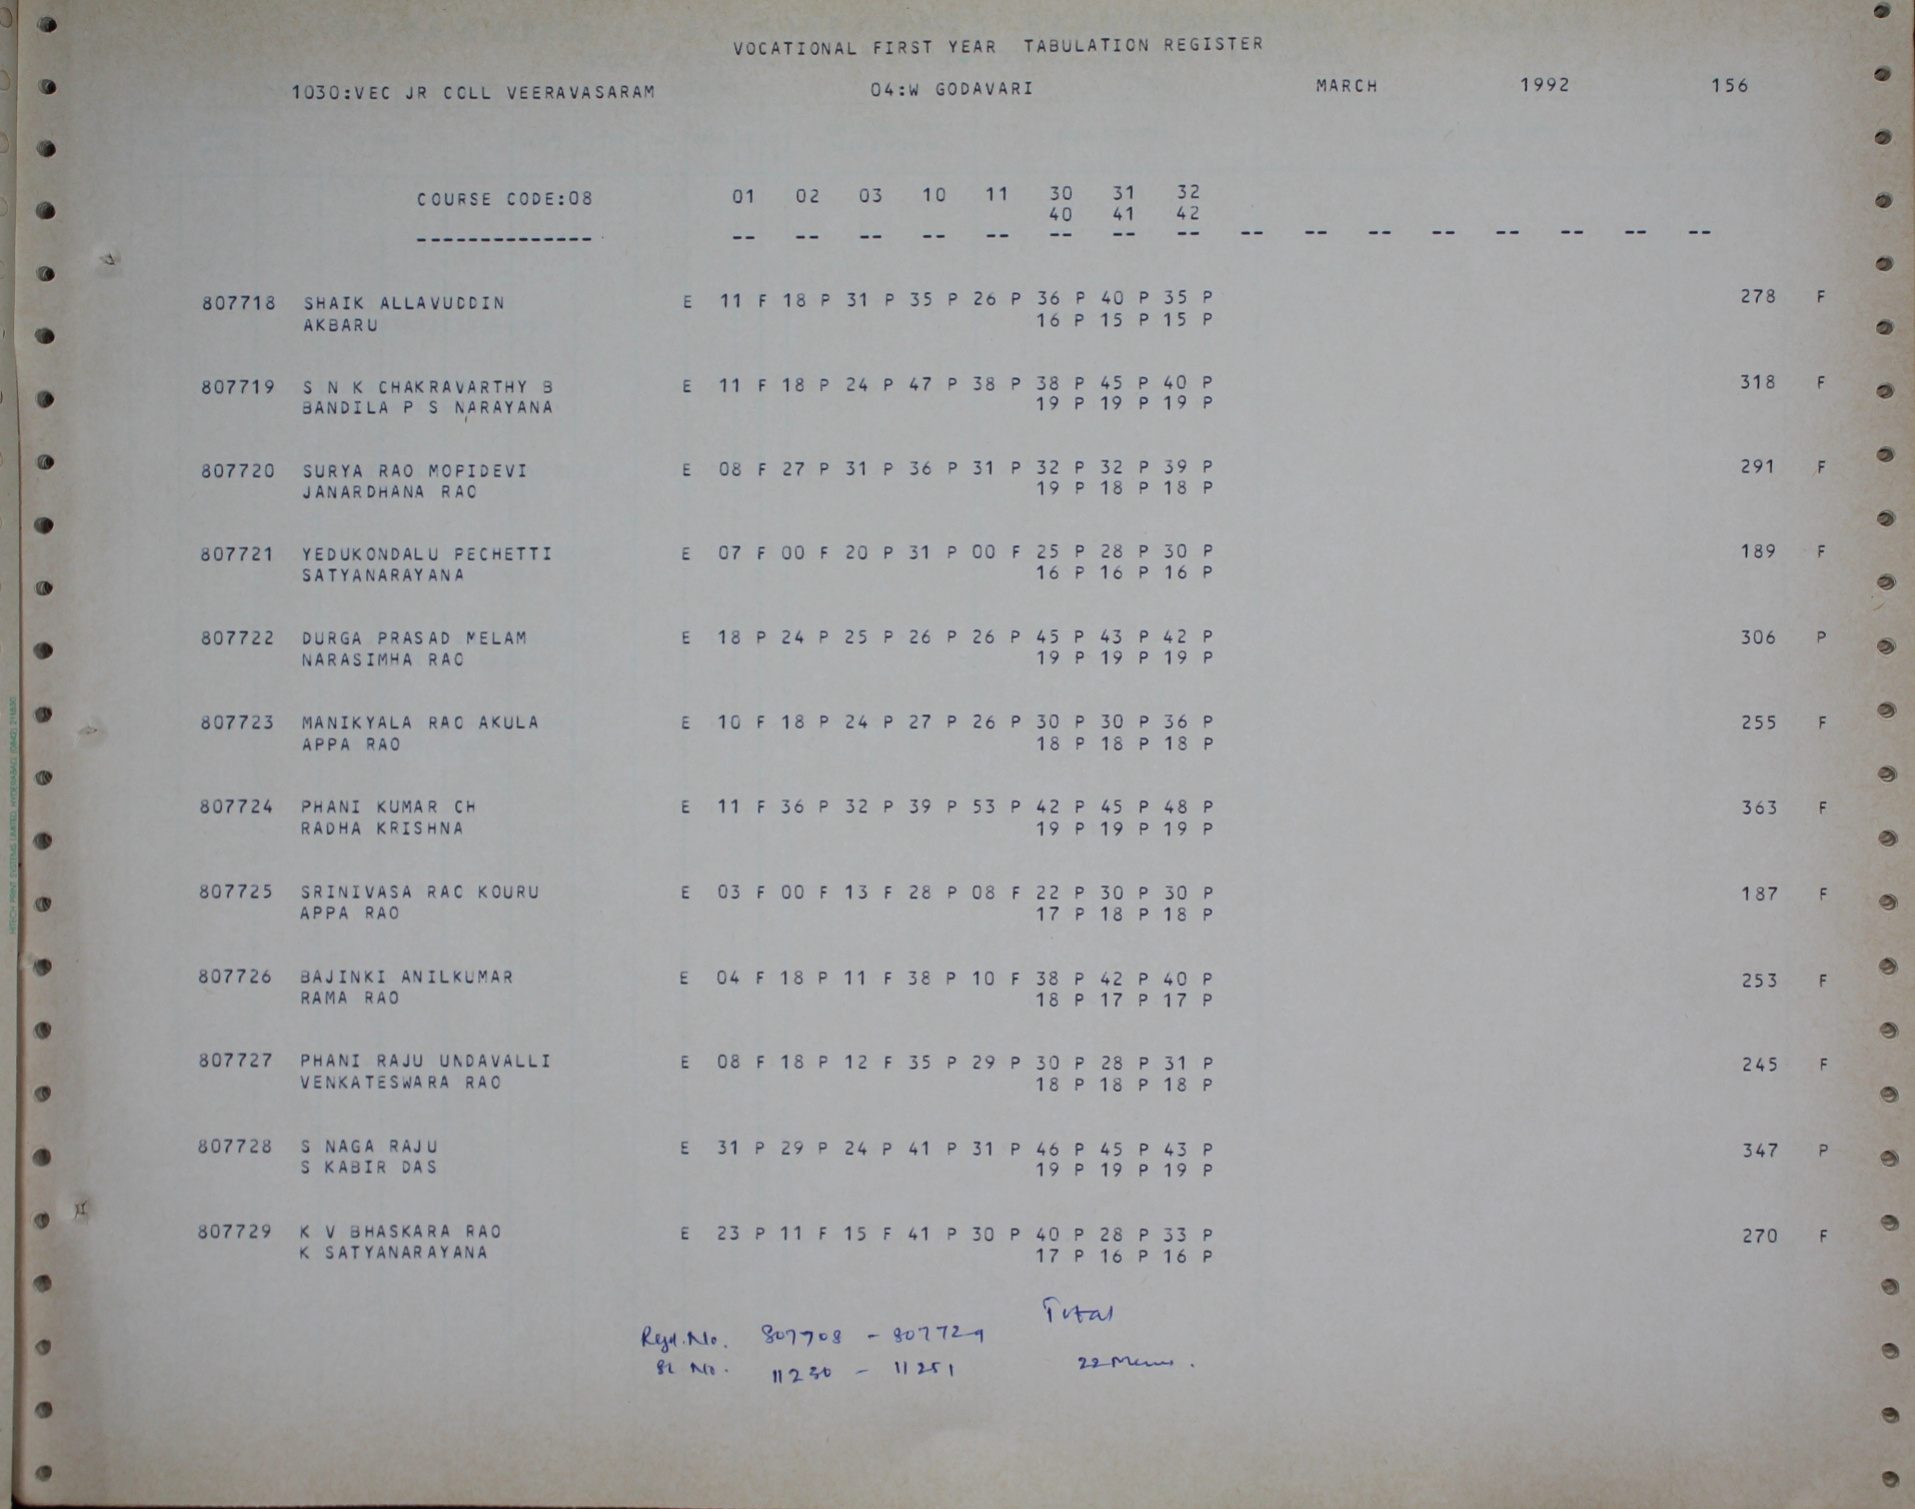 VOCATIONAL FIRST YEAR TABULATION REGISTER
1030:VEC JR COLL VEERAVASARAM 04:W GODAVARI MARCH 1992 156
COURSE CODE:08 01 02 03 10 11 30 31 32
40 41 42
-------------- -- -- -- -- -- -- -- -- -- -- -- -- -- -- -- --
807718 SHAIK ALLAVUDDIN E 11 F 18 P 31 P 35 P 26 P 36 P 40 P 35 P 278 F
AKBARU 16 P 15 P 15 P
807719 S N K CHAKRAVARTHY B E 11 F 18 P 24 P 47 P 38 P 38 P 45 P 40 P 318 F
BANDILA P S NARAYANA 19 P 19 P 19 P
807720 SURYA RAO MOPIDEVI E 08 F 27 P 31 P 36 P 31 P 32 P 32 P 39 P 291 F
JANARDHANA RAO 19 P 18 P 18 P
807721 YEDUKONDALU PECHETTI E 07 F 00 F 20 P 31 P 00 F 25 P 28 P 30 P 189 F
SATYANARAYANA 16 P 16 P 16 P
807722 DURGA PRASAD MELAM E 18 P 24 P 25 P 26 P 26 P 45 P 43 P 42 P 306 P
NARASIMHA RAO 19 P 19 P 19 P
807723 MANIKYALA RAO AKULA E 10 F 18 P 24 P 27 P 26 P 30 P 30 P 36 P 255 F
APPA RAO 18 P 18 P 18 P
807724 PHANI KUMAR CH E 11 F 36 P 32 P 39 P 53 P 42 P 45 P 48 P 363 F
RADHA KRISHNA 19 P 19 P 19 P
807725 SRINIVASA RAO KOURU E 03 F 00 F 13 F 28 P 08 F 22 P 30 P 30 P 187 F
APPA RAO 17 P 18 P 18 P
807726 BAJINKI ANILKUMAR E 04 F 18 P 11 F 38 P 10 F 38 P 42 P 40 P 253 F
RAMA RAO 18 P 17 P 17 P
807727 PHANI RAJU UNDAVALLI E 08 F 18 P 12 F 35 P 29 P 30 P 28 P 31 P 245 F
VENKATESWARA RAO 18 P 18 P 18 P
807728 S NAGA RAJU E 31 P 29 P 24 P 41 P 31 P 46 P 45 P 43 P 347 P
S KABIR DAS 19 P 19 P 19 P
807729 K V BHASKARA RAO E 23 P 11 F 15 F 41 P 30 P 40 P 28 P 33 P 270 F
K SATYANARAYANA 17 P 16 P 16 P
Total
Regd.No. 807708 - 807729
Sl No. 11230 - 11251 22 Memos.